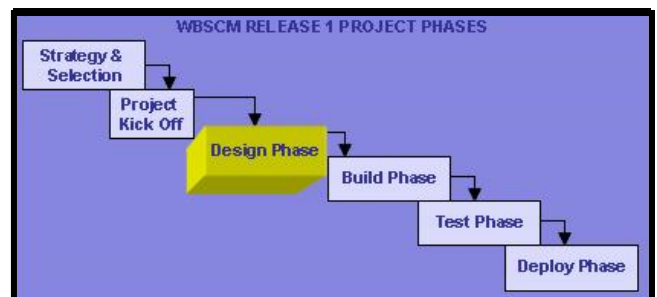 WBSCM RELEASE 1 PROJECT PHASES
Strategy &
Selection
Project
Kick Off
Design Phase
Build Phase
Test Phase
Deploy Phase